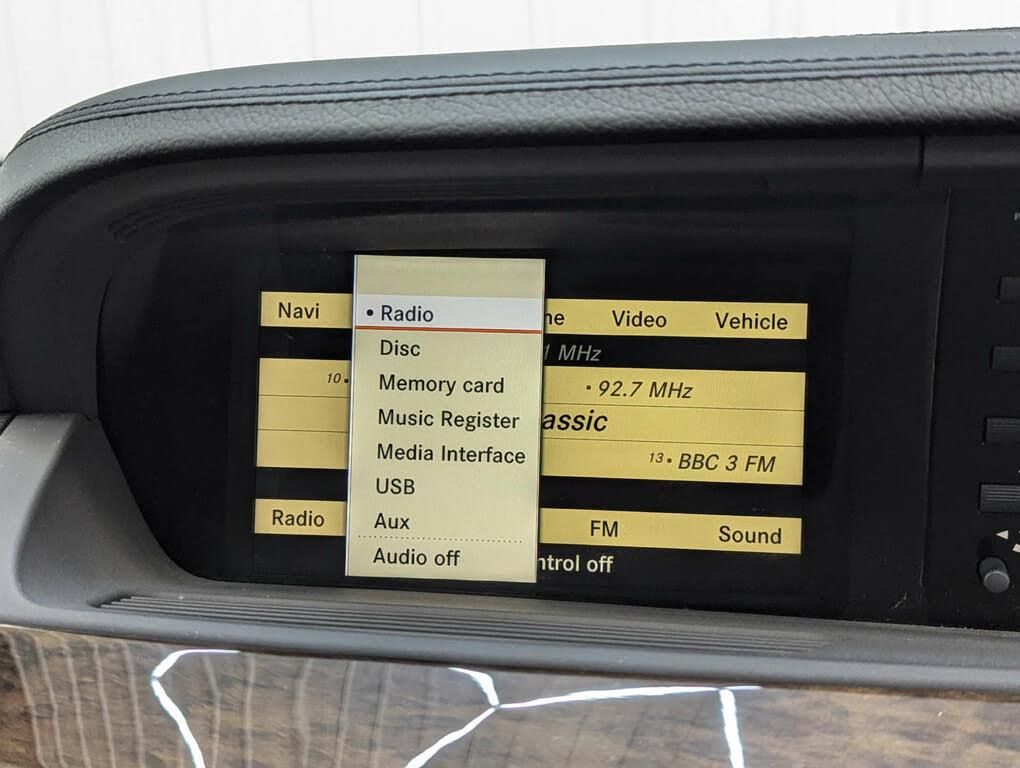 Navi
• Radio
ne
Video
Vehicle
Disc
1 MHz
10•
Memory card
• 92.7 MHz
Music Register
assic
Media Interface
13• BBC 3 FM
USB
Radio
Aux
FM
Sound
Audio off
ntrol off